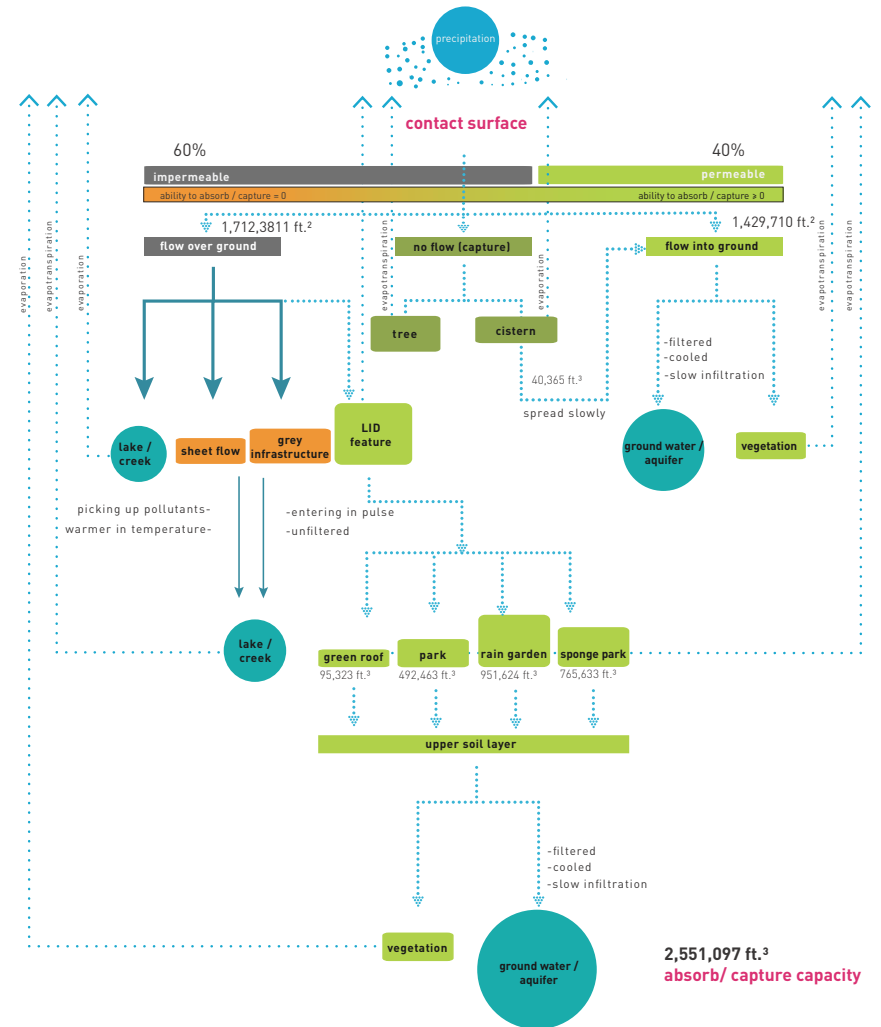 precipitation
contact surface
60%
40%
impermeable
permeable
ability to absorb / capture = 0
ability to absorb / capture ⩾ 0
1,712,3811 ft.²
1,429,710 ft.²
flow over ground
no flow (capture)
flow into ground
evaporation
evapotranspiration
evaporation
evapotranspiration
evaporation
evapotranspiration
evapotranspiration
tree
cistern
-filtered
-cooled
-slow infiltration
40,365 ft.³
spread slowly
lake /
creek
sheet flow
grey
infrastructure
LID
feature
ground water /
aquifer
vegetation
picking up pollutants-
warmer in temperature-
-entering in pulse
-unfiltered
lake /
creek
green roof
park
rain garden
sponge park
95,323 ft.³
492,463 ft.³
951,624 ft.³
765,633 ft.³
upper soil layer
-filtered
-cooled
-slow infiltration
vegetation
ground water /
aquifer
2,551,097 ft.³
absorb/ capture capacity